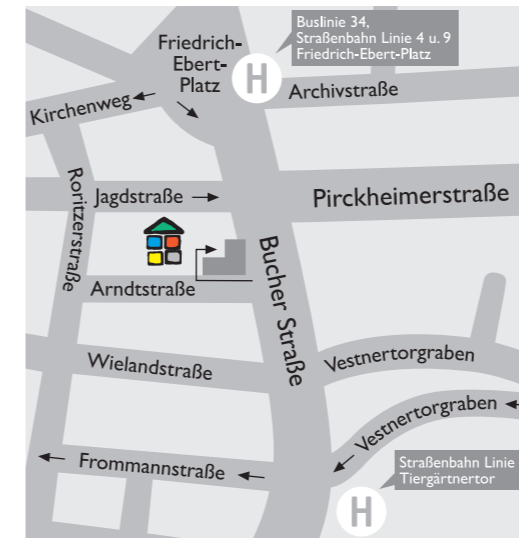 Buslinie 34,
Straßenbahn Linie 4 u. 9
Friedrich-Ebert-Platz
Friedrich-
Ebert-
Platz
H
Archivstraße
Kirchenweg
Roritzerstraße
Jagdstraße
Pirckheimerstraße
Bucher Straße
Arndtstraße
Wielandstraße
Vestnertorgraben
Vestnertorgraben
Frommannstraße
Straßenbahn Linie
Tiergärtnertor
H